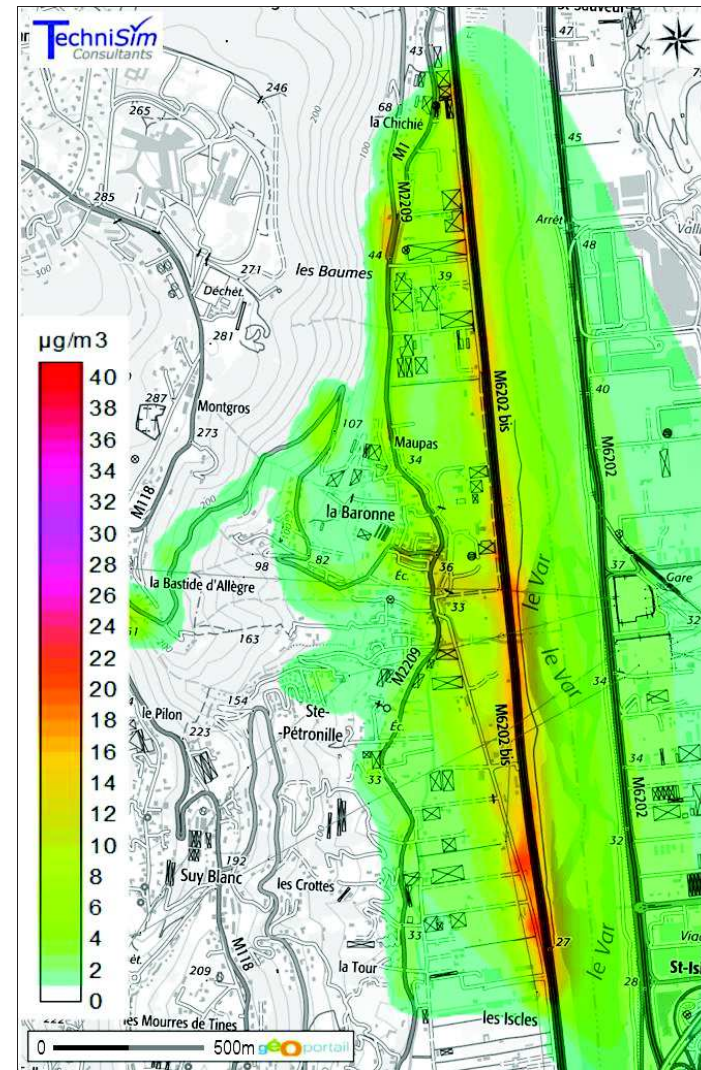 TechniSim
Consultants
St-Sauveur
47
43
246
265
68
la Chichié
45
M1
285
M2209
Arrêt
48
44
271
les Baumes
39
Déchèt.
281
µg/m3
40
38
36
34
32
30
28
26
24
22
20
18
16
14
12
10
8
6
4
2
0
287
Montgros
273
107
M6202 bis
40
M6202
Maupas
34
M118
200
la Baronne
98
82
36
37
Gare
la Bastide d'Allègre
Éc.
33
le Var
32
163
le Var
34
M2209
154
Ste-
Pétronille
le Pilon
223
Éc.
33
M6202 bis
34
M6202
192
32
Suy Blanc
les Crottes
33
M118
la Tour
27
209
le Var
28
les Mourres de Tines
les Iscles
0
500m
géoportail